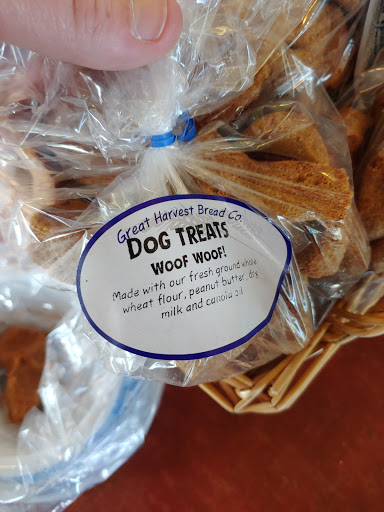 Great Harvest Bread Co.
DOG TREATS
WOOF WOOF!
Made with our fresh ground whole
wheat flour, peanut butter, dry
milk and canola oil